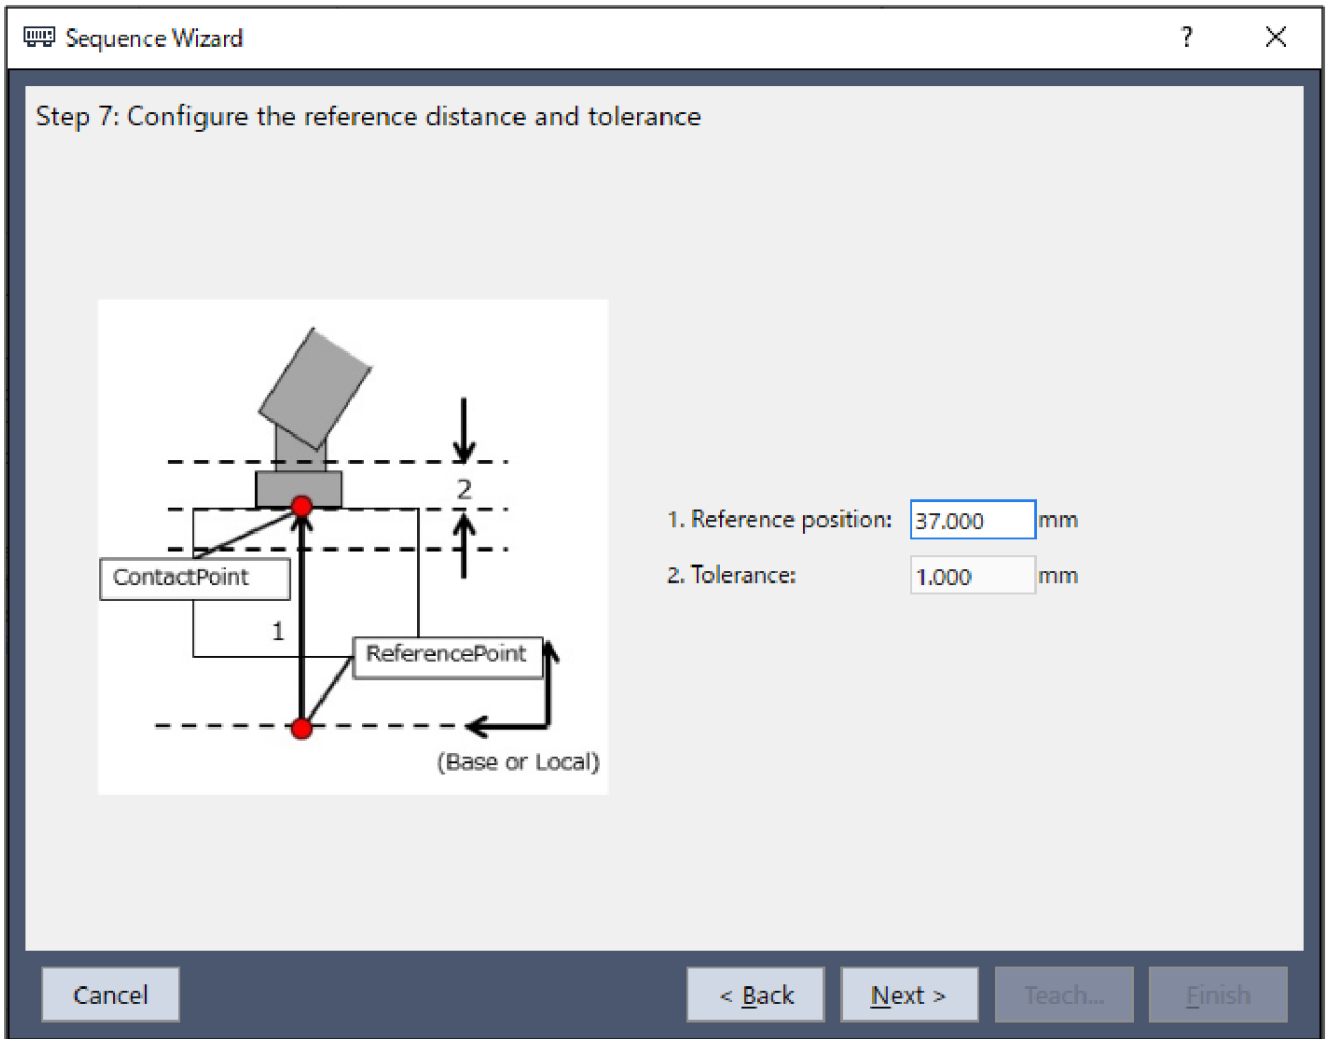 Sequence Wizard ? ×
Step 7: Configure the reference distance and tolerance
2
ContactPoint
1
ReferencePoint
(Base or Local)
1. Reference position: 37.000 mm
2. Tolerance: 1.000 mm
Cancel < Back Next > Teach... Finish